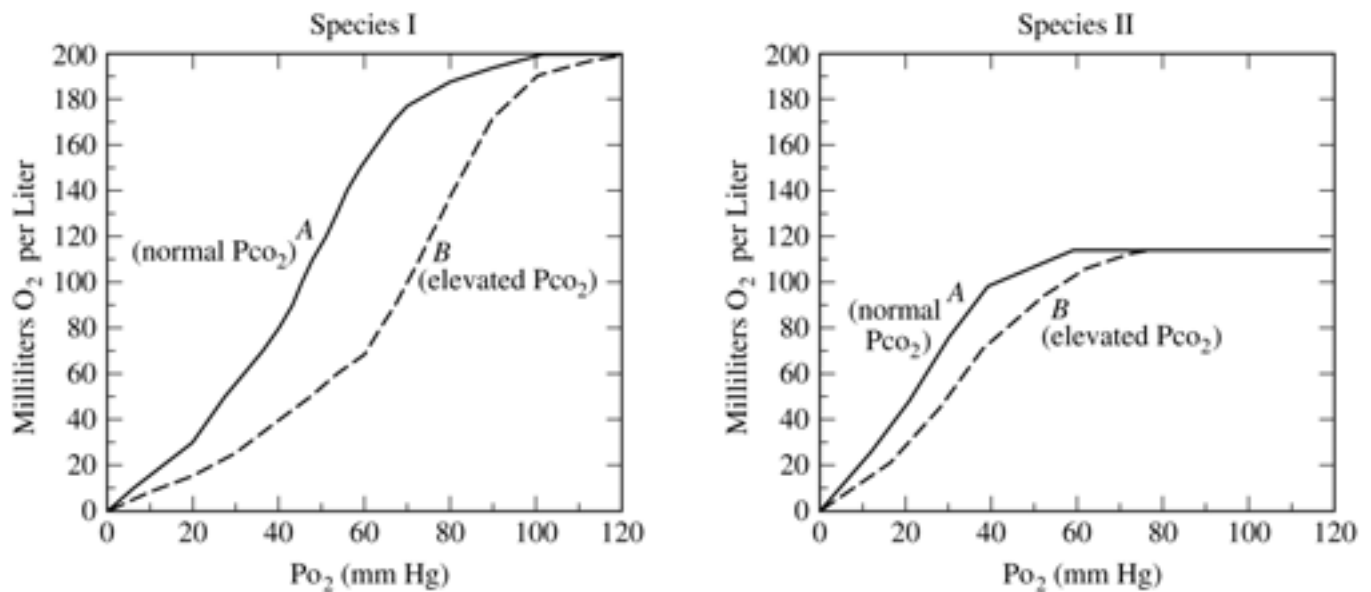 Species I
Milliliters O₂ per Liter
200
180
160
140
120
100
80
60
40
20
0
A
(normal Pco₂)
B
(elevated Pco₂)
0 20 40 60 80 100 120
Po₂ (mm Hg)
Species II
Milliliters O₂ per Liter
200
180
160
140
120
100
80
60
40
20
0
A
(normal
Pco₂)
B
(elevated Pco₂)
0 20 40 60 80 100 120
Po₂ (mm Hg)